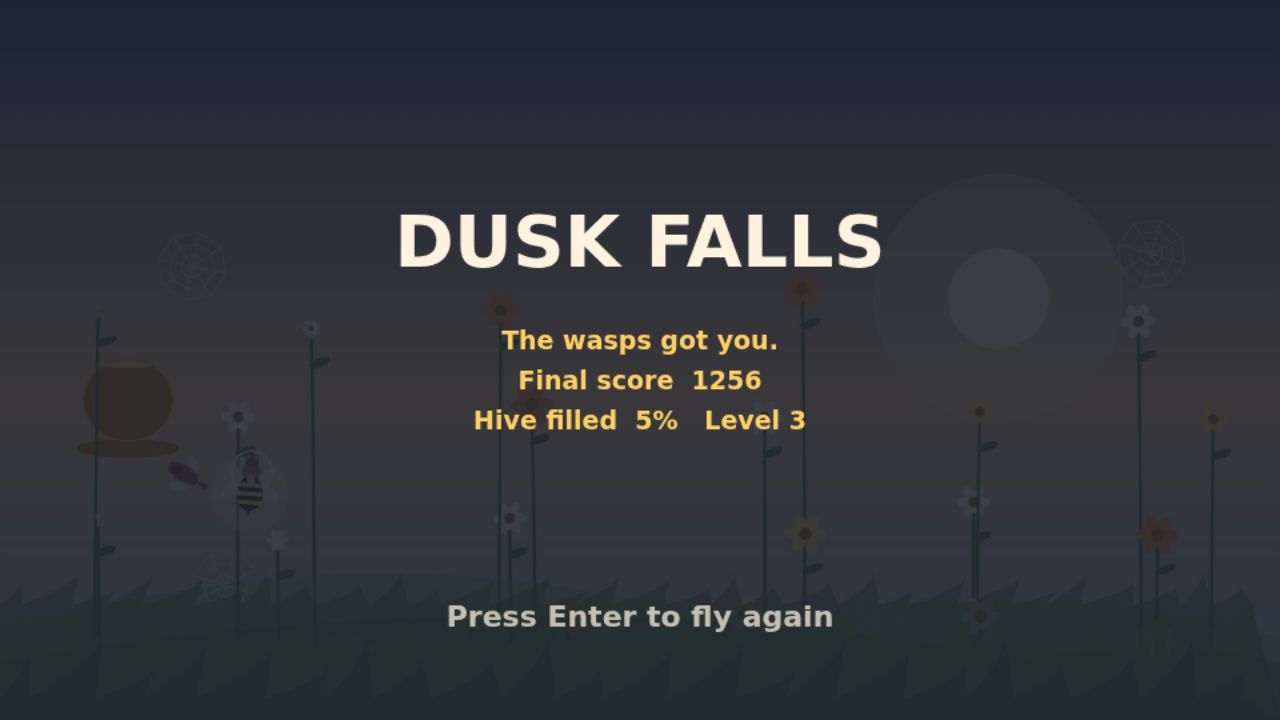 DUSK FALLS
The wasps got you.
Final score 1256
Hive filled 5% Level 3
Press Enter to fly again